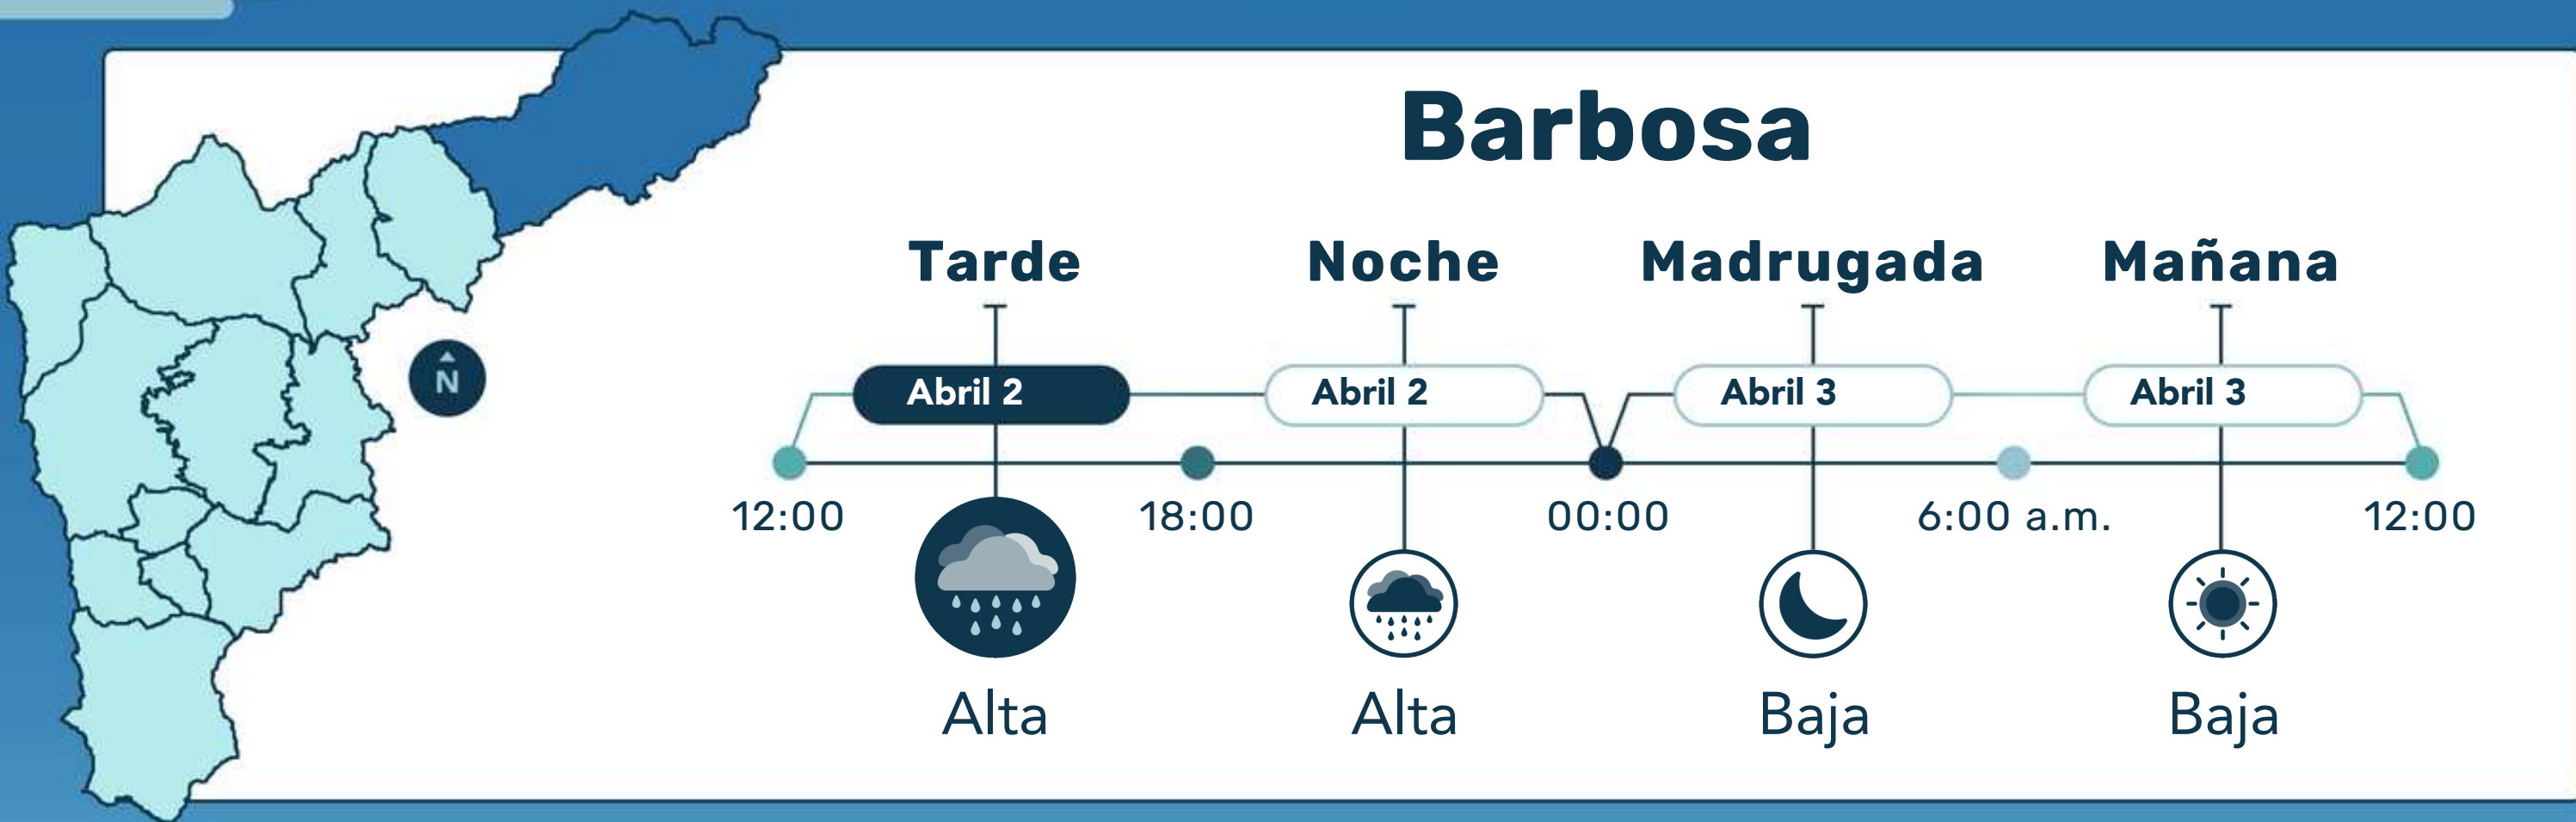 Barbosa
Tarde Noche Madrugada Mañana
N
Abril 2 Abril 2 Abril 3 Abril 3
12:00 18:00 00:00 6:00 a.m. 12:00
Alta Alta Baja Baja